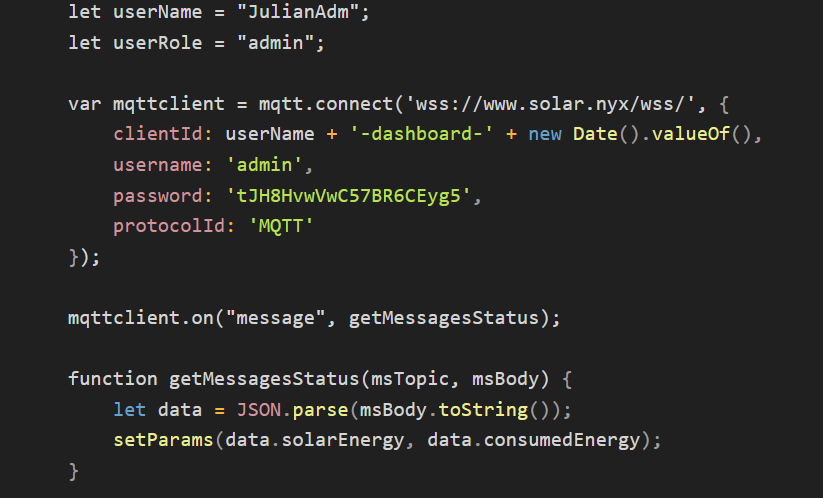 let userName = "JulianAdm";
let userRole = "admin";
var mqttclient = mqtt.connect('wss://www.solar.nyx/wss/', {
clientId: userName + '-dashboard-' + new Date().valueOf(),
username: 'admin',
password: 'tJH8HvwVwC57BR6CEyg5',
protocolId: 'MQTT'
});
mqttclient.on("message", getMessagesStatus);
function getMessagesStatus(msTopic, msBody) {
let data = JSON.parse(msBody.toString());
setParams(data.solarEnergy, data.consumedEnergy);
}